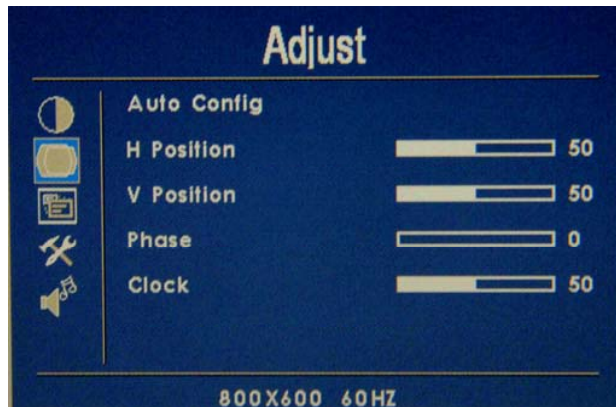 Adjust
Auto Config
H Position 50
V Position 50
Phase 0
Clock 50
800X600 60HZ